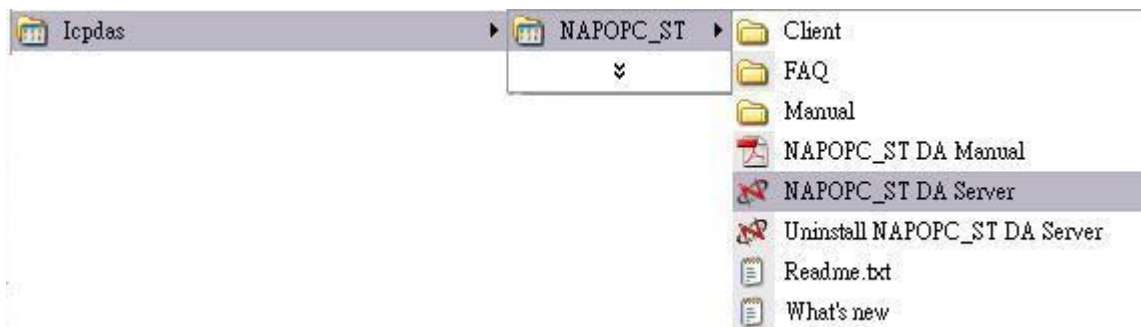 Icpdas
NAPOPC_ST
Client
FAQ
Manual
NAPOPC_ST DA Manual
NAPOPC_ST DA Server
Uninstall NAPOPC_ST DA Server
Readme.txt
What's new